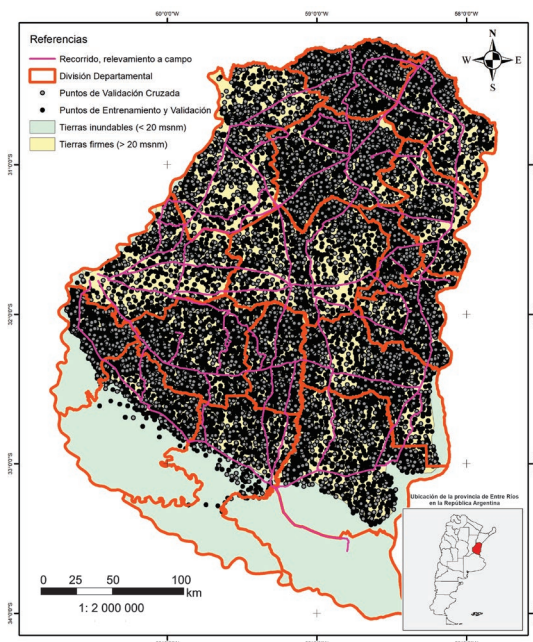 60°0'0"W
59°0'0"W
58°0'0"W
Referencias
Recorrido, relevamiento a campo
División Departamental
Puntos de Validación Cruzada
Puntos de Entrenamiento y Validación
Tierras inundables (< 20 msnm)
Tierras firmes (> 20 msnm)
N
W
E
S
31°0'0"S
32°0'0"S
33°0'0"S
34°0'0"S
Ubicación de la provincia de Entre Ríos
en la República Argentina
0 25 50 100
km
1: 2 000 000